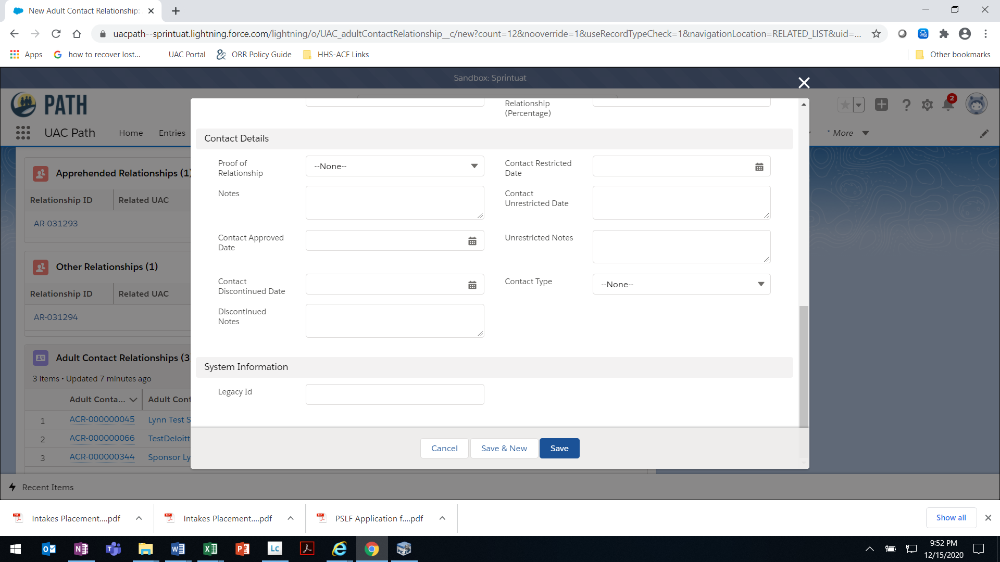 New Adult Contact Relationship:
uacpath--sprintuat.lightning.force.com/lightning/o/UAC_adultContactRelationship__c/new?count=12&nooverride=1&useRecordTypeCheck=1&navigationLocation=RELATED_LIST&uid=...
Apps
how to recover lost...
UAC Portal
ORR Policy Guide
HHS-ACF Links
Other bookmarks
Sandbox: Sprintuat
PATH
2
UAC Path
Home
Entries
* More
Relationship
(Percentage)
Contact Details
Proof of
Relationship
--None--
Contact Restricted
Date
Notes
Contact
Unrestricted Date
Contact Approved
Date
Unrestricted Notes
Contact
Discontinued Date
Contact Type
--None--
Discontinued
Notes
System Information
Legacy Id
Cancel
Save & New
Save
Apprehended Relationships (1)
Relationship ID
Related UAC
AR-031293
Other Relationships (1)
Relationship ID
Related UAC
AR-031294
Adult Contact Relationships (3
3 items • Updated 7 minutes ago
Adult Conta...
Adult Cont
1
ACR-000000045
Lynn Test S
2
ACR-000000066
TestDeloitt
3
ACR-000000344
Sponsor Ly
Recent Items
Intakes Placement....pdf
Intakes Placement....pdf
PSLF Application f....pdf
Show all
Lc
9:52 PM
12/15/2020